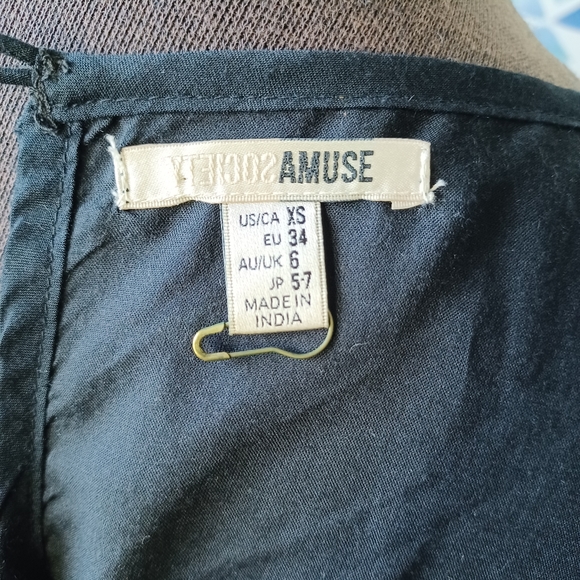 SOCIETY AMUSE
US/CA XS
EU 34
AU/UK 6
JP 5-7
MADE IN
INDIA